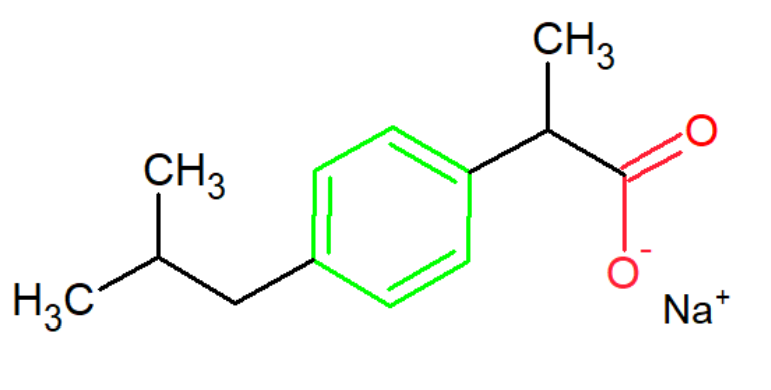 CH3
O
CH3
O-
H3C
Na+